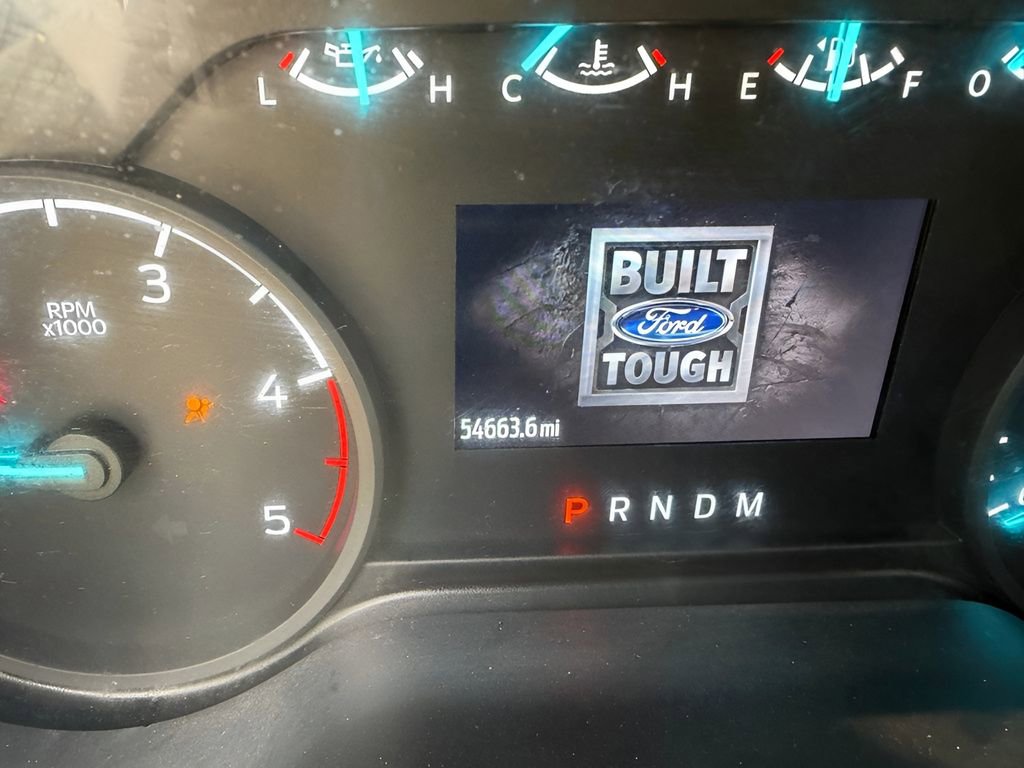 L H C H E F O
3
RPM
x1000
4
5
BUILT
Ford
TOUGH
54663.6 mi
P R N D M